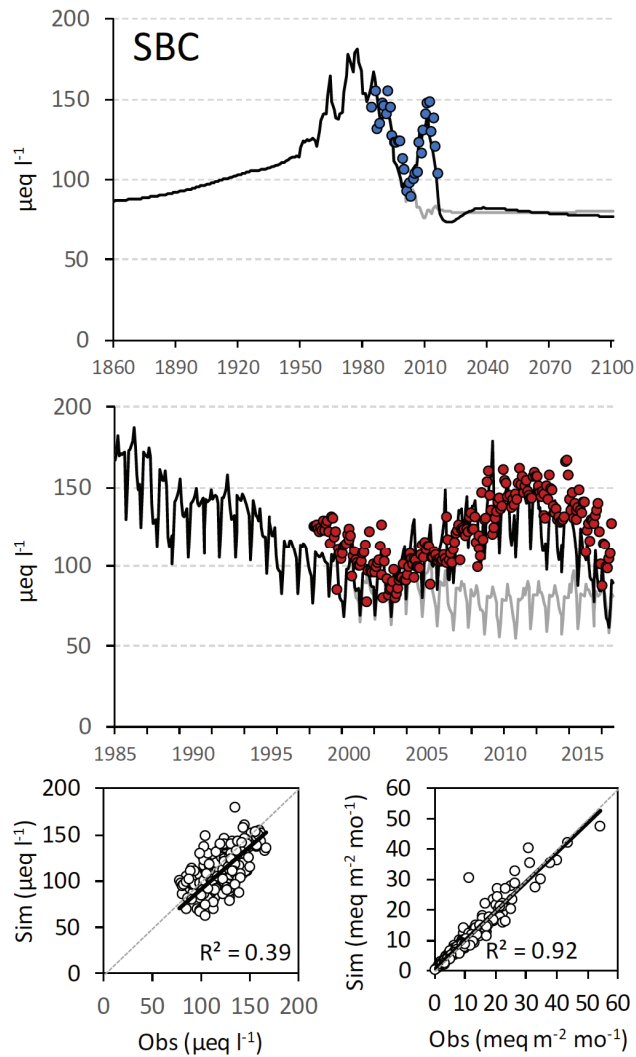 SBC
200
150
100
50
0
µeq l-1
1860 1890 1920 1950 1980 2010 2040 2070 2100
200
150
100
50
0
µeq l-1
1985 1990 1995 2000 2005 2010 2015
200
150
100
50
0
Sim (µeq l-1)
R² = 0.39
0 50 100 150 200
Obs (µeq l-1)
60
50
40
30
20
10
0
Sim (meq m-2 mo-1)
R² = 0.92
0 10 20 30 40 50 60
Obs (meq m-2 mo-1)